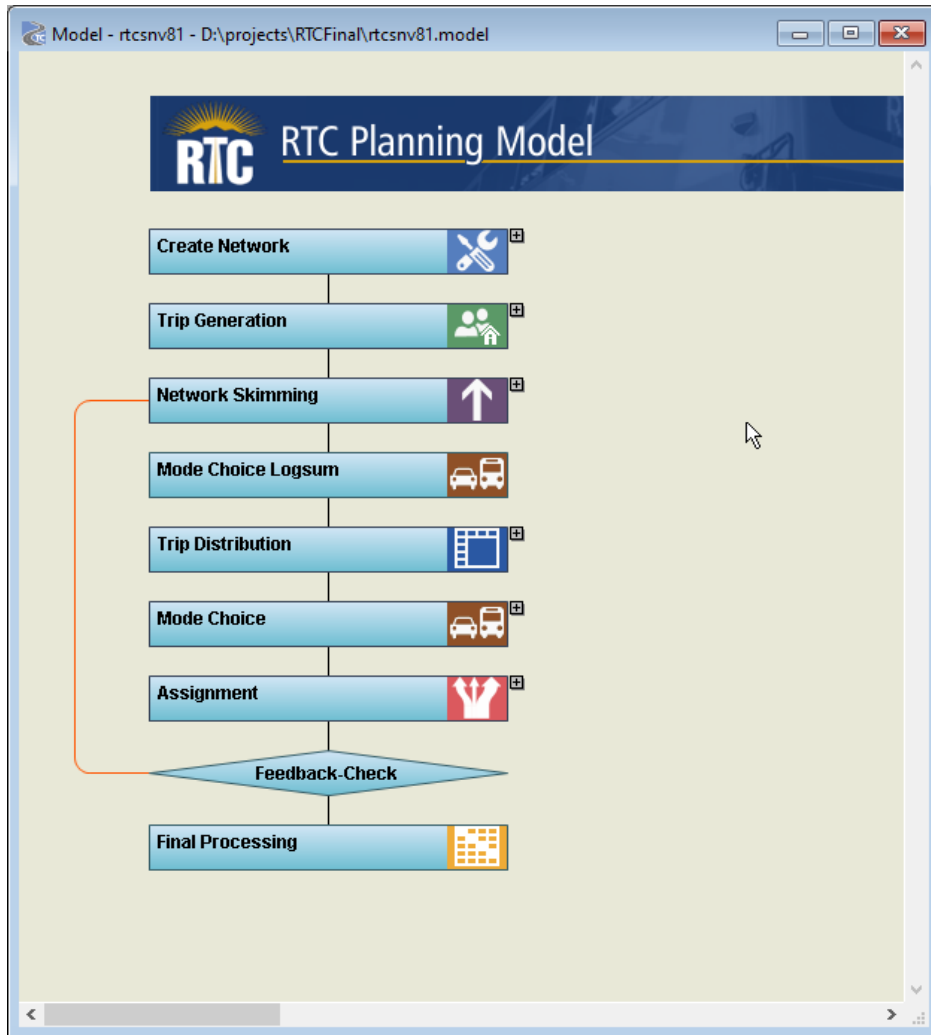 Model - rtcsnv81 - D:\projects\RTCFinal\rtcsnv81.model
RTC RTC Planning Model
Create Network
Trip Generation
Network Skimming
Mode Choice Logsum
Trip Distribution
Mode Choice
Assignment
Feedback-Check
Final Processing